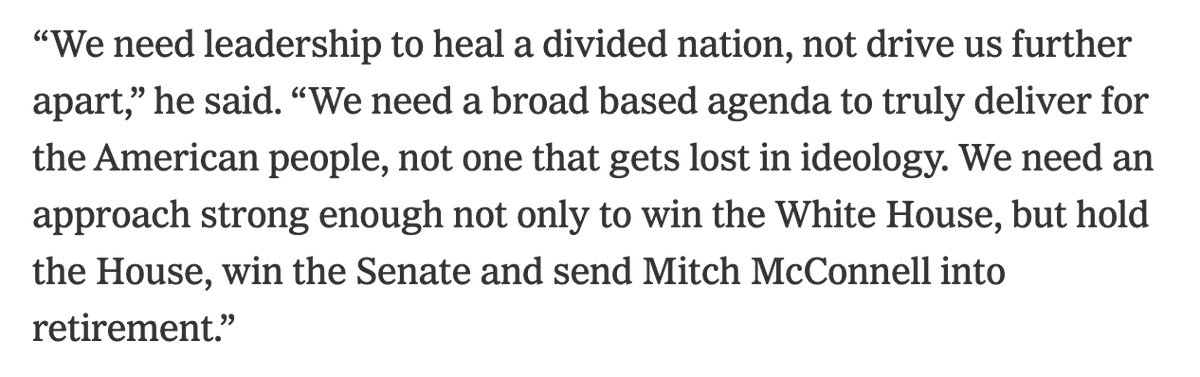 “We need leadership to heal a divided nation, not drive us further
apart,” he said. “We need a broad based agenda to truly deliver for
the American people, not one that gets lost in ideology. We need an
approach strong enough not only to win the White House, but hold
the House, win the Senate and send Mitch McConnell into
retirement.”